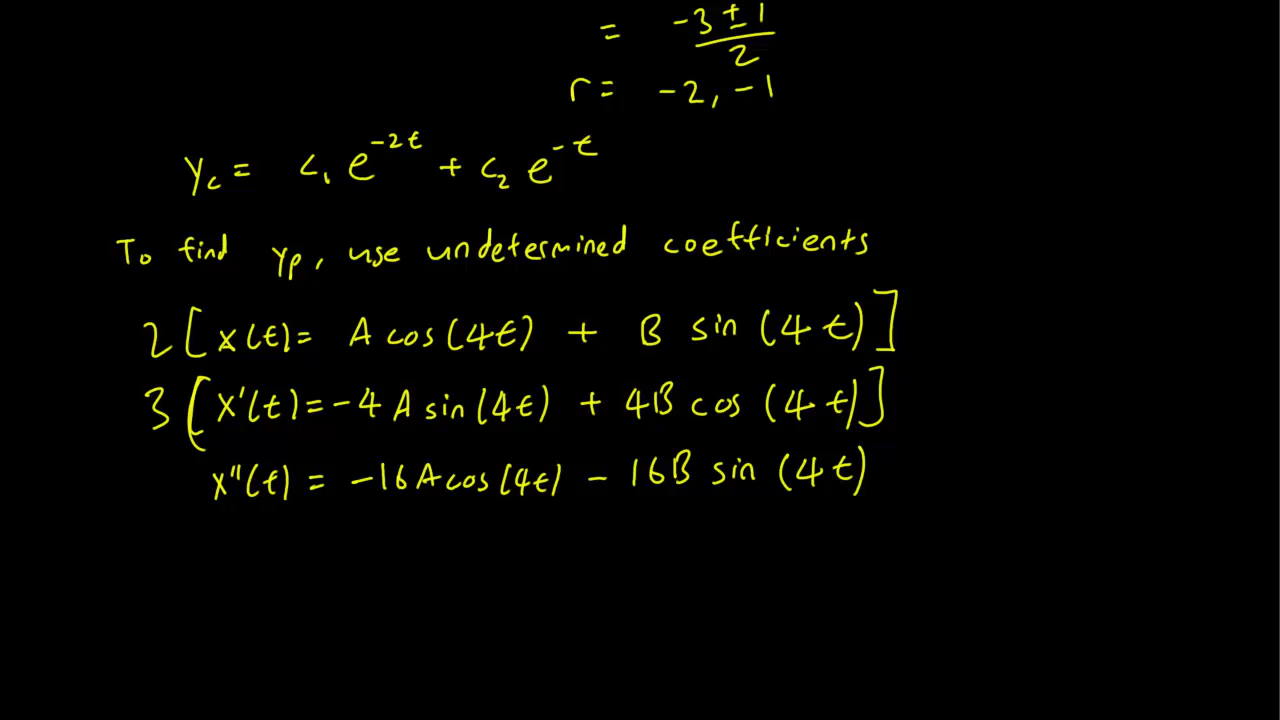 = -3 ± 1 / 2
r = -2, -1
y_c = c_1 e^{-2t} + c_2 e^{-t}
To find y_p, use undetermined coefficients
2[x(t) = A cos(4t) + B sin(4t)]
3[x'(t) = -4A sin(4t) + 4B cos(4t)]
x''(t) = -16A cos(4t) - 16B sin(4t)